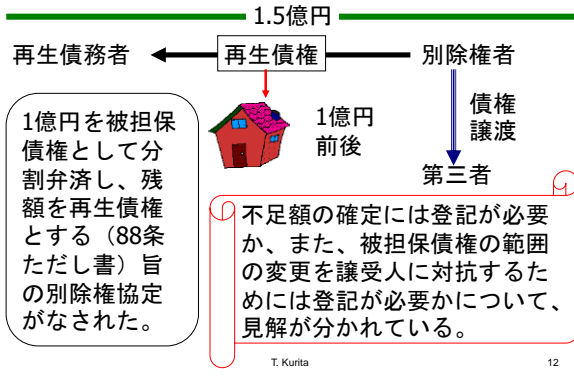 1.5億円
再生債務者
再生債権
別除権者
1億円を被担保
債権として分
割弁済し、残
額を再生債権
とする（88条
ただし書）旨
の別除権協定
がなされた。
1億円
前後
債権
譲渡
第三者
不足額の確定には登記が必要
か、また、被担保債権の範囲
の変更を譲受人に対抗するた
めには登記が必要かについて、
見解が分かれている。
T. Kurita
12